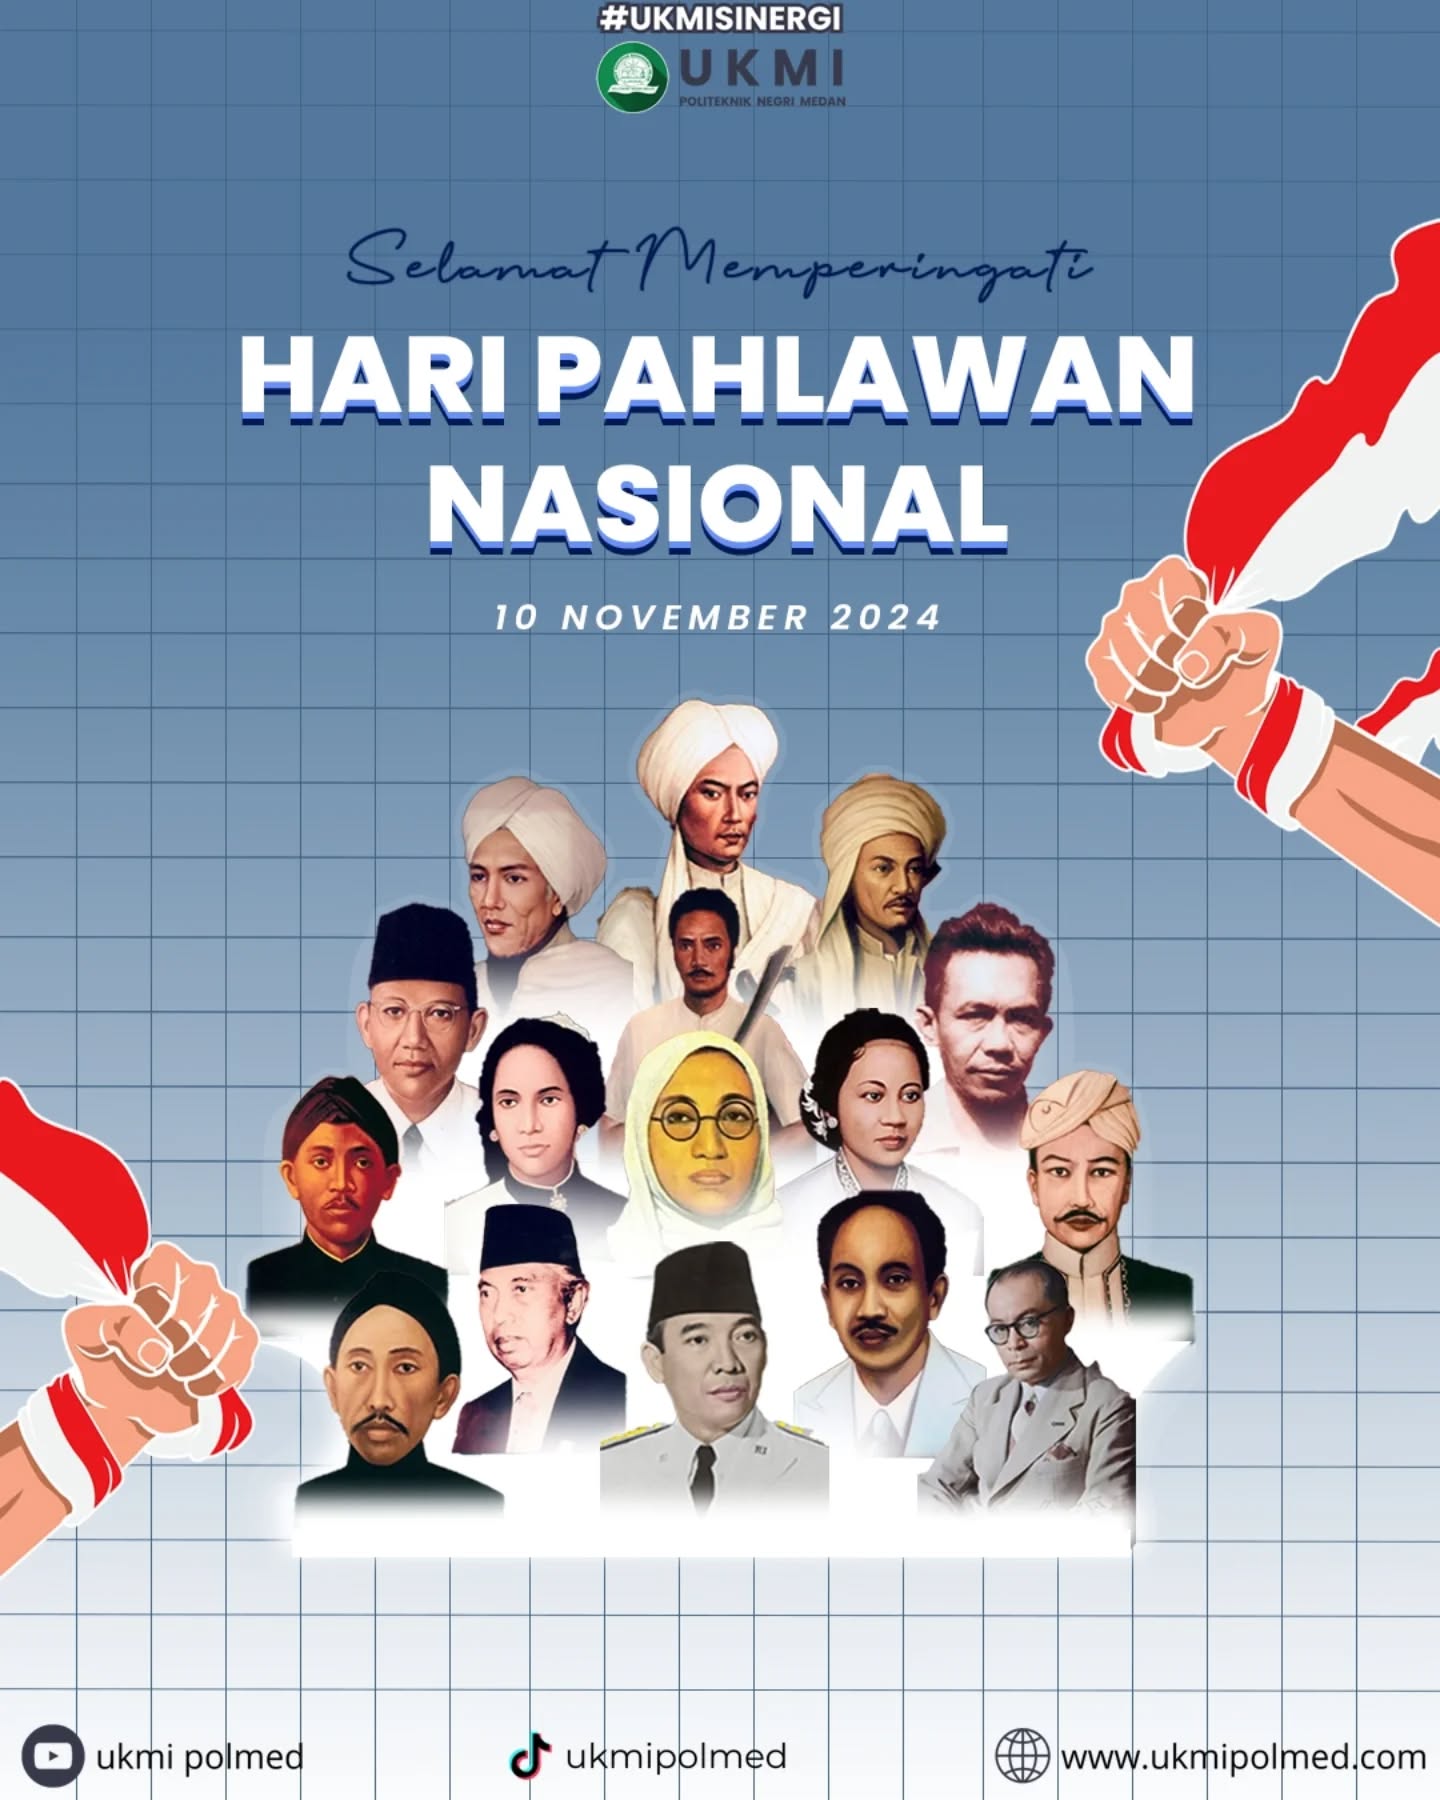 #UKMISINERGI
UKMI
POLITEKNIK NEGRI MEDAN
Selamat Memperingati
HARI PAHLAWAN
NASIONAL
10 NOVEMBER 2024
ukmi polmed
ukmipolmed
www.ukmipolmed.com